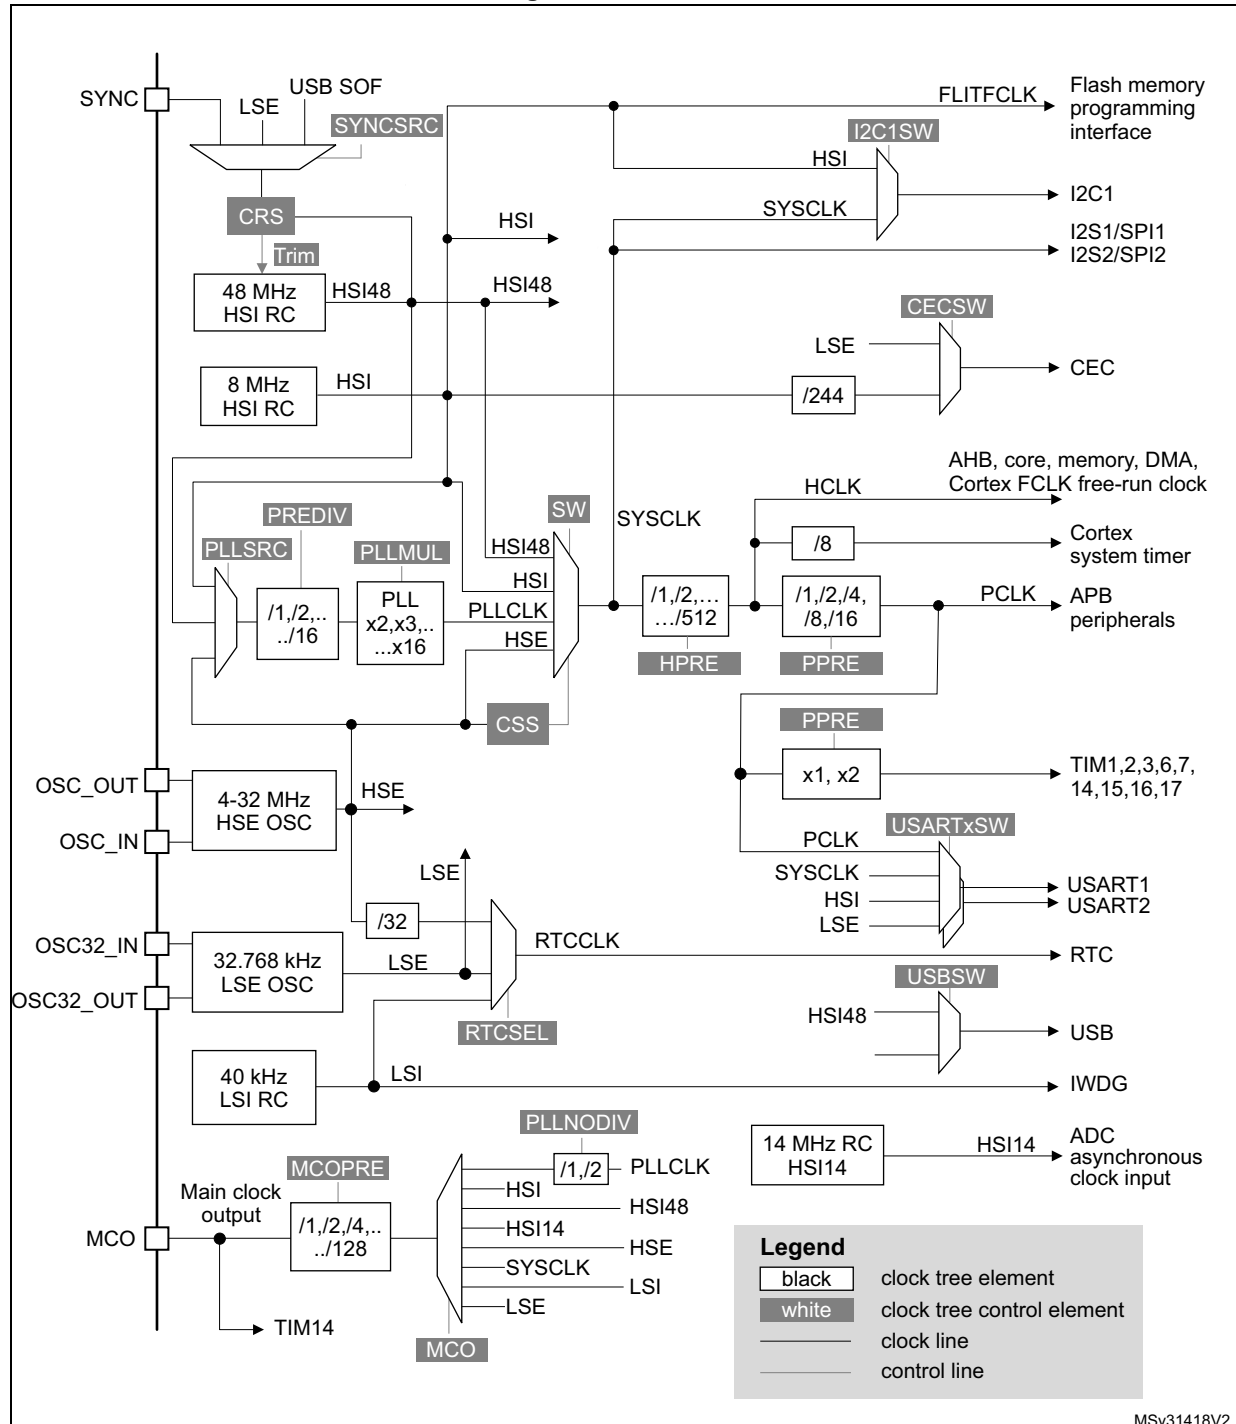 SYNC
LSE
USB SOF
SYNCSRC
CRS
Trim
48 MHz
HSI RC
HSI48
HSI
HSI48
8 MHz
HSI RC
HSI
FLITFCLK
Flash memory
programming
interface
I2C1SW
HSI
SYSCLK
I2C1
I2S1/SPI1
I2S2/SPI2
CECSW
LSE
/244
CEC
AHB, core, memory, DMA,
Cortex FCLK free-run clock
HCLK
/8
Cortex
system timer
PLLSRC
PREDIV
/1,/2,..
../16
PLLMUL
PLL
x2,x3,..
...x16
SW
HSI48
HSI
PLLCLK
HSE
SYSCLK
/1,/2,...
.../512
HPRE
/1,/2,/4,
/8,/16
PPRE
PCLK
APB
peripherals
CSS
PPRE
x1, x2
TIM1,2,3,6,7,
14,15,16,17
OSC_OUT
OSC_IN
4-32 MHz
HSE OSC
HSE
USARTxSW
PCLK
SYSCLK
HSI
LSE
USART1
USART2
LSE
/32
OSC32_IN
OSC32_OUT
32.768 kHz
LSE OSC
LSE
RTCCLK
RTC
RTCSEL
USBSW
HSI48
USB
40 kHz
LSI RC
LSI
IWDG
PLLNODIV
/1,/2
PLLCLK
HSI
HSI48
HSI14
HSE
SYSCLK
LSI
LSE
14 MHz RC
HSI14
HSI14
ADC
asynchronous
clock input
MCOPRE
Main clock
output
/1,/2,/4,..
../128
MCO
TIM14
MCO
Legend
black
clock tree element
white
clock tree control element
clock line
control line
MSv31418V2